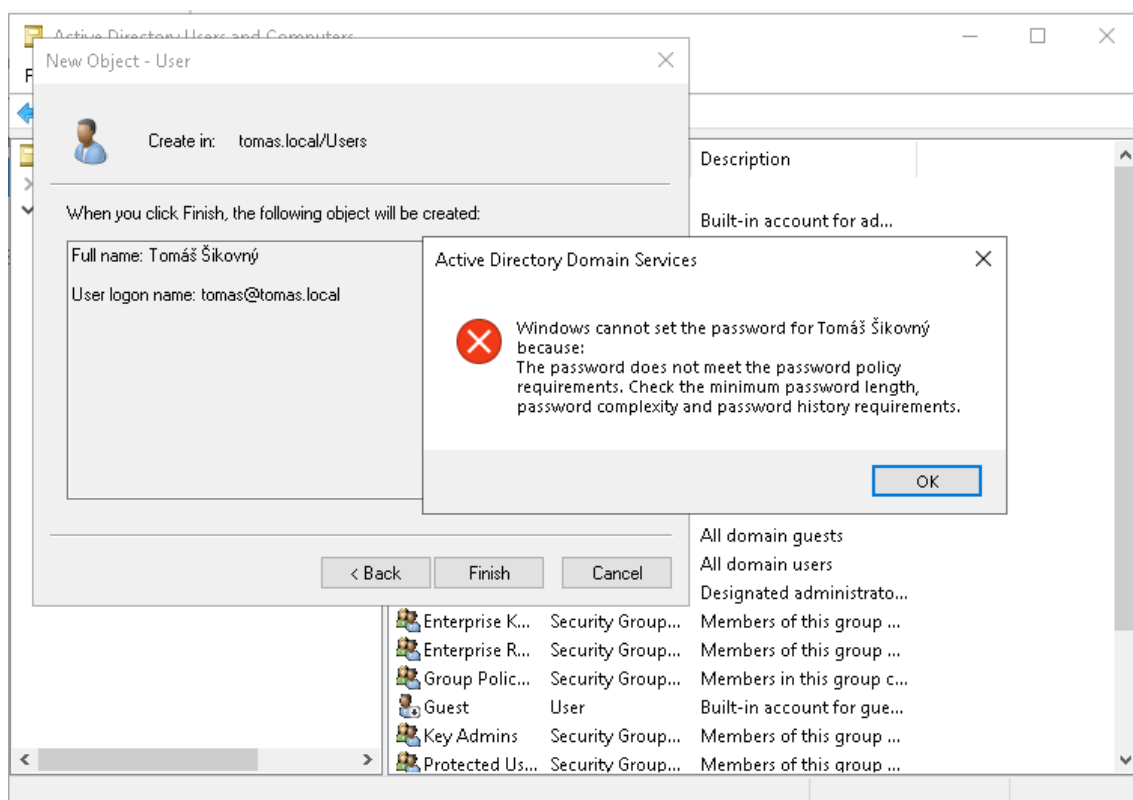 Active Directory Users and Computers
New Object - User
Create in: tomas.local/Users
When you click Finish, the following object will be created:
Full name: Tomáš Šikovný
User logon name: tomas@tomas.local
Description
Built-in account for ad...
Active Directory Domain Services
Windows cannot set the password for Tomáš Šikovný
because:
The password does not meet the password policy
requirements. Check the minimum password length,
password complexity and password history requirements.
OK
< Back Finish Cancel
All domain guests
All domain users
Designated administrato...
Enterprise K... Security Group... Members of this group ...
Enterprise R... Security Group... Members of this group ...
Group Polic... Security Group... Members in this group c...
Guest User Built-in account for gue...
Key Admins Security Group... Members of this group ...
Protected Us... Security Group... Members of this group ...